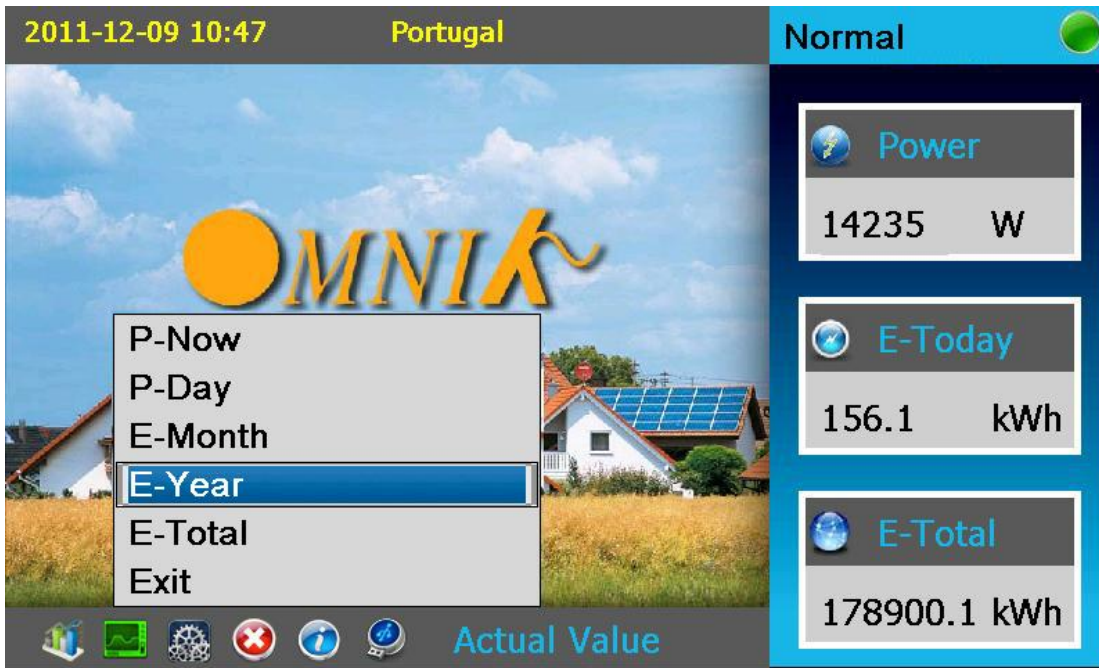 2011-12-09 10:47 Portugal
Normal
Power
14235 W
E-Today
156.1 kWh
E-Total
178900.1 kWh
OMNIK
P-Now
P-Day
E-Month
E-Year
E-Total
Exit
Actual Value